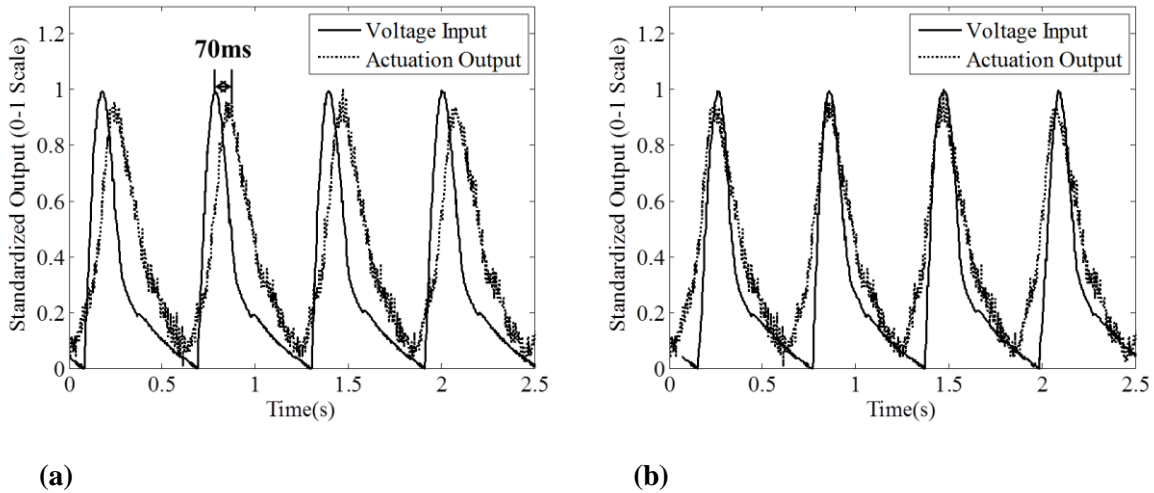 Voltage Input
Actuation Output
70ms
Standardized Output (0-1 Scale)
1.2
1
0.8
0.6
0.4
0.2
0
0 0.5 1 1.5 2 2.5
Time(s)
(a)
Voltage Input
Actuation Output
Standardized Output (0-1 Scale)
1.2
1
0.8
0.6
0.4
0.2
0
0 0.5 1 1.5 2 2.5
Time(s)
(b)